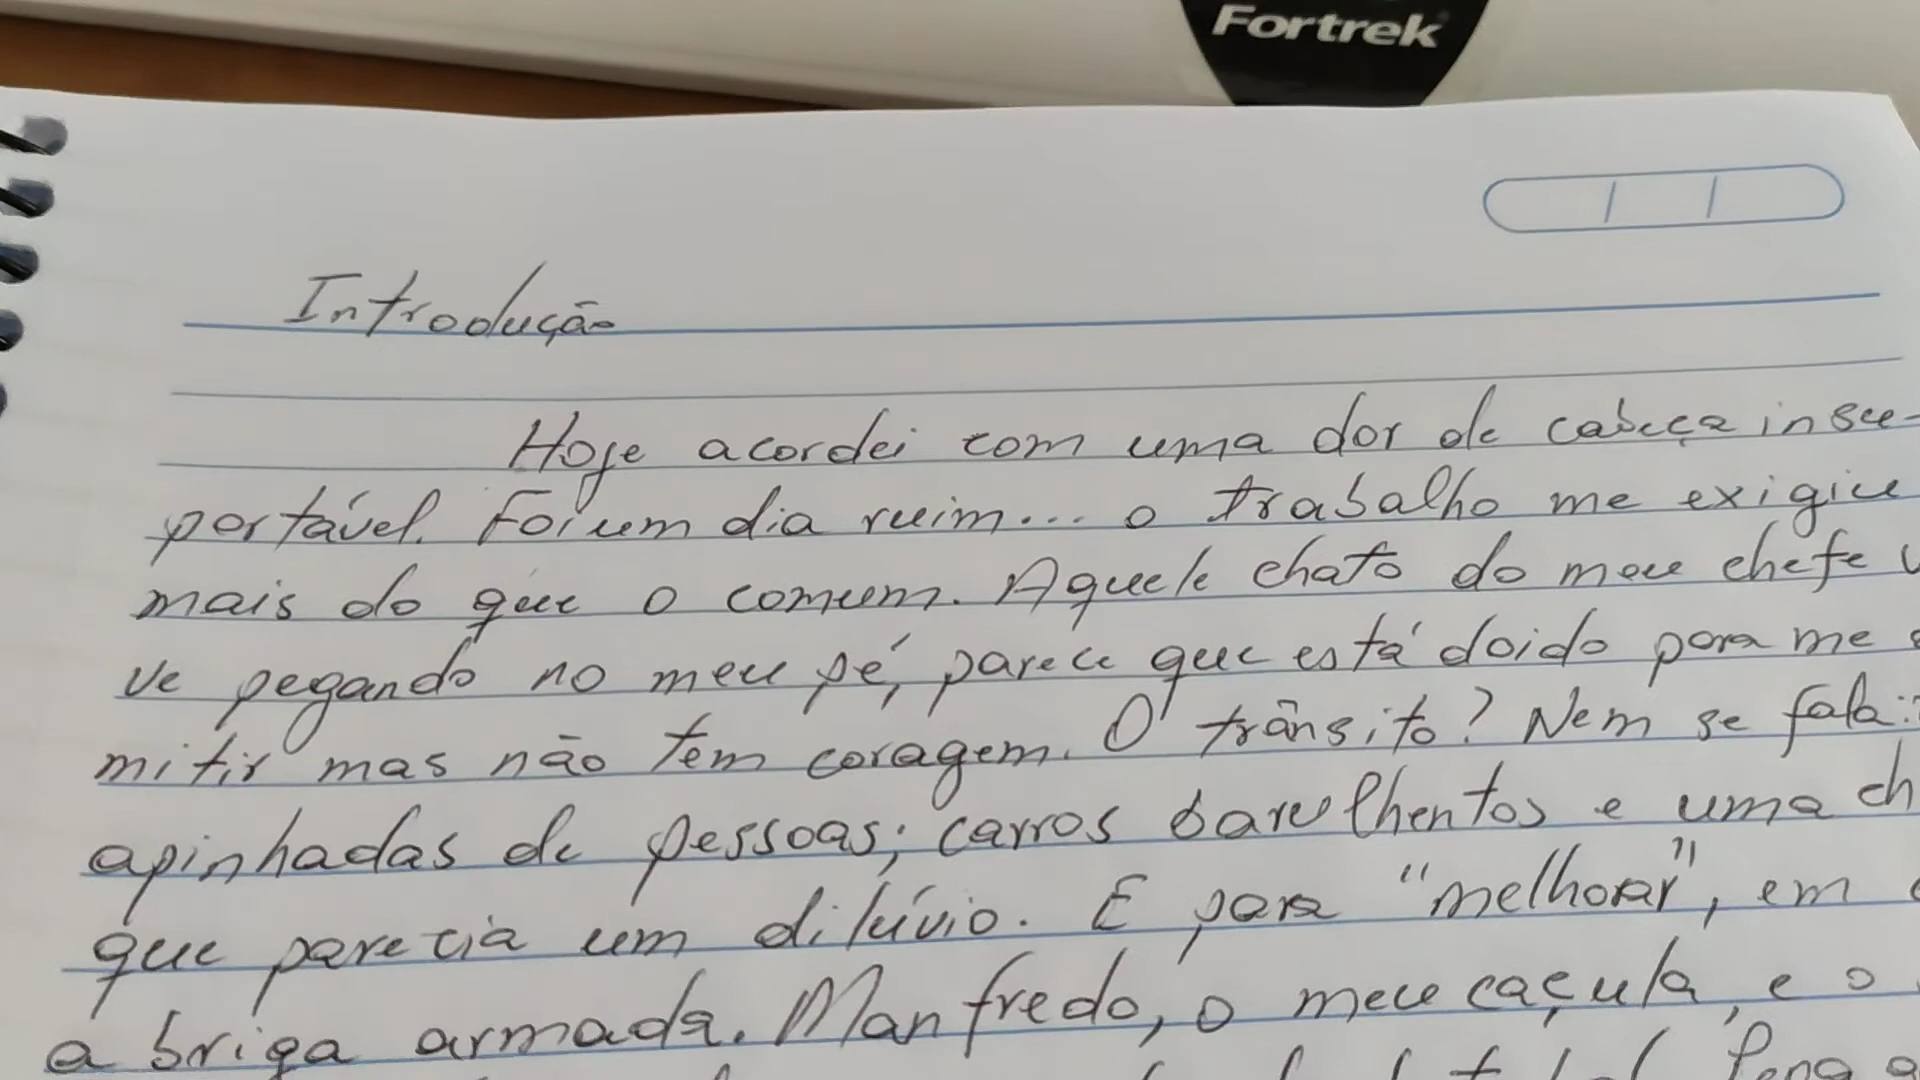 Fortrek
Introdução
Hoje acordei com uma dor de cabeça insu-
portável. Foi um dia ruim... o trabalho me exigiu
mais do que o comum. Aquele chato do meu chefe
ve pegando no meu pé, parece que está doido para me
mitir mas não tem coragem. O trânsito? Nem se fala:
apinhadas de pessoas; carros barulhentos e uma ch
que parecia um dilúvio. E para "melhorar", em
a briga armada. Manfredo, o meu caçula, e o